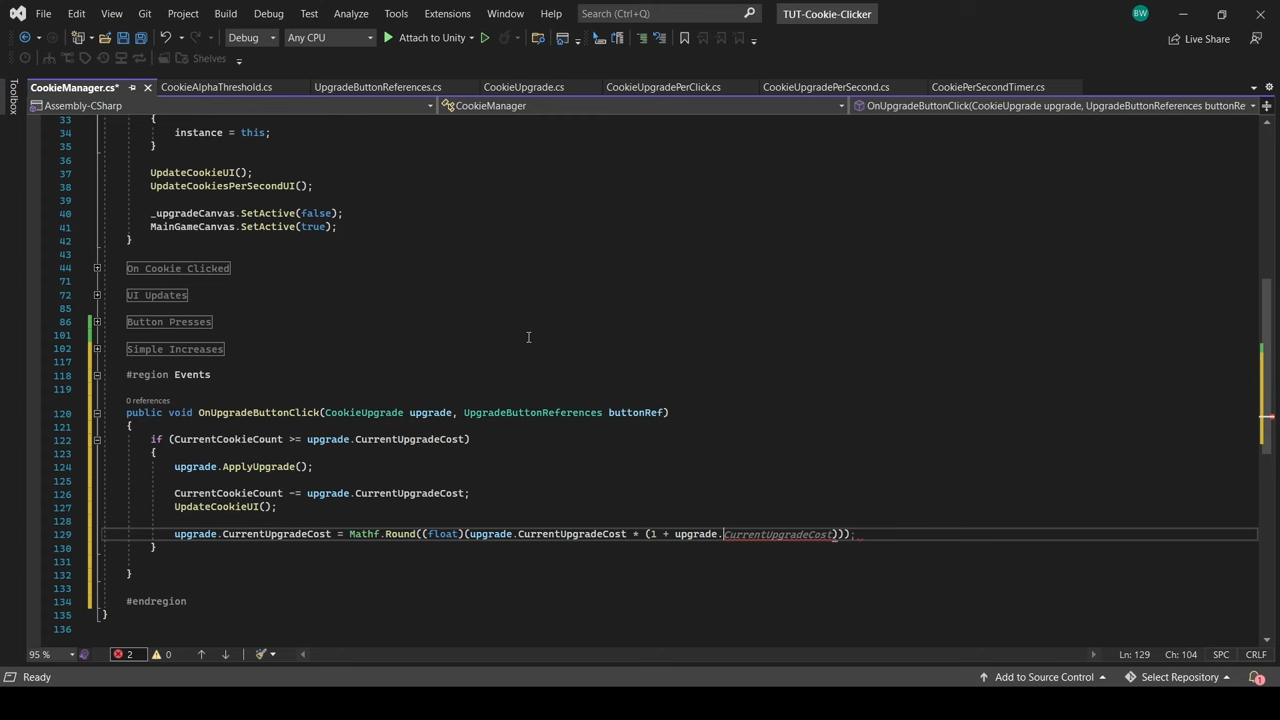 File Edit View Git Project Build Debug Test Analyze Tools Extensions Window Help Search (Ctrl+Q) TUT-Cookie-Clicker BW
Debug Any CPU Attach to Unity Live Share
Shelves
CookieManager.cs* CookieAlphaThreshold.cs UpgradeButtonReferences.cs CookieUpgrade.cs CookieUpgradePerClick.cs CookieUpgradePerSecond.cs CookiePerSecondTimer.cs
Toolbox
Assembly-CSharp CookieManager OnUpgradeButtonClick(CookieUpgrade upgrade, UpgradeButtonReferences buttonRe
33 {
34 instance = this;
35 }
36
37 UpdateCookieUI();
38 UpdateCookiesPerSecondUI();
39
40 _upgradeCanvas.SetActive(false);
41 MainGameCanvas.SetActive(true);
42 }
43
44 On Cookie Clicked
71
72 UI Updates
85
86 Button Presses
101
102 Simple Increases
117
118 #region Events
119
0 references
120 public void OnUpgradeButtonClick(CookieUpgrade upgrade, UpgradeButtonReferences buttonRef)
121 {
122 if (CurrentCookieCount >= upgrade.CurrentUpgradeCost)
123 {
124 upgrade.ApplyUpgrade();
125
126 CurrentCookieCount -= upgrade.CurrentUpgradeCost;
127 UpdateCookieUI();
128
129 upgrade.CurrentUpgradeCost = Mathf.Round((float)(upgrade.CurrentUpgradeCost * (1 + upgrade.CurrentUpgradeCost)));
130 }
131
132 }
133
134 #endregion
135 }
136
95 % 2 0 Ln: 129 Ch: 104 SPC CRLF
Ready Add to Source Control Select Repository 1